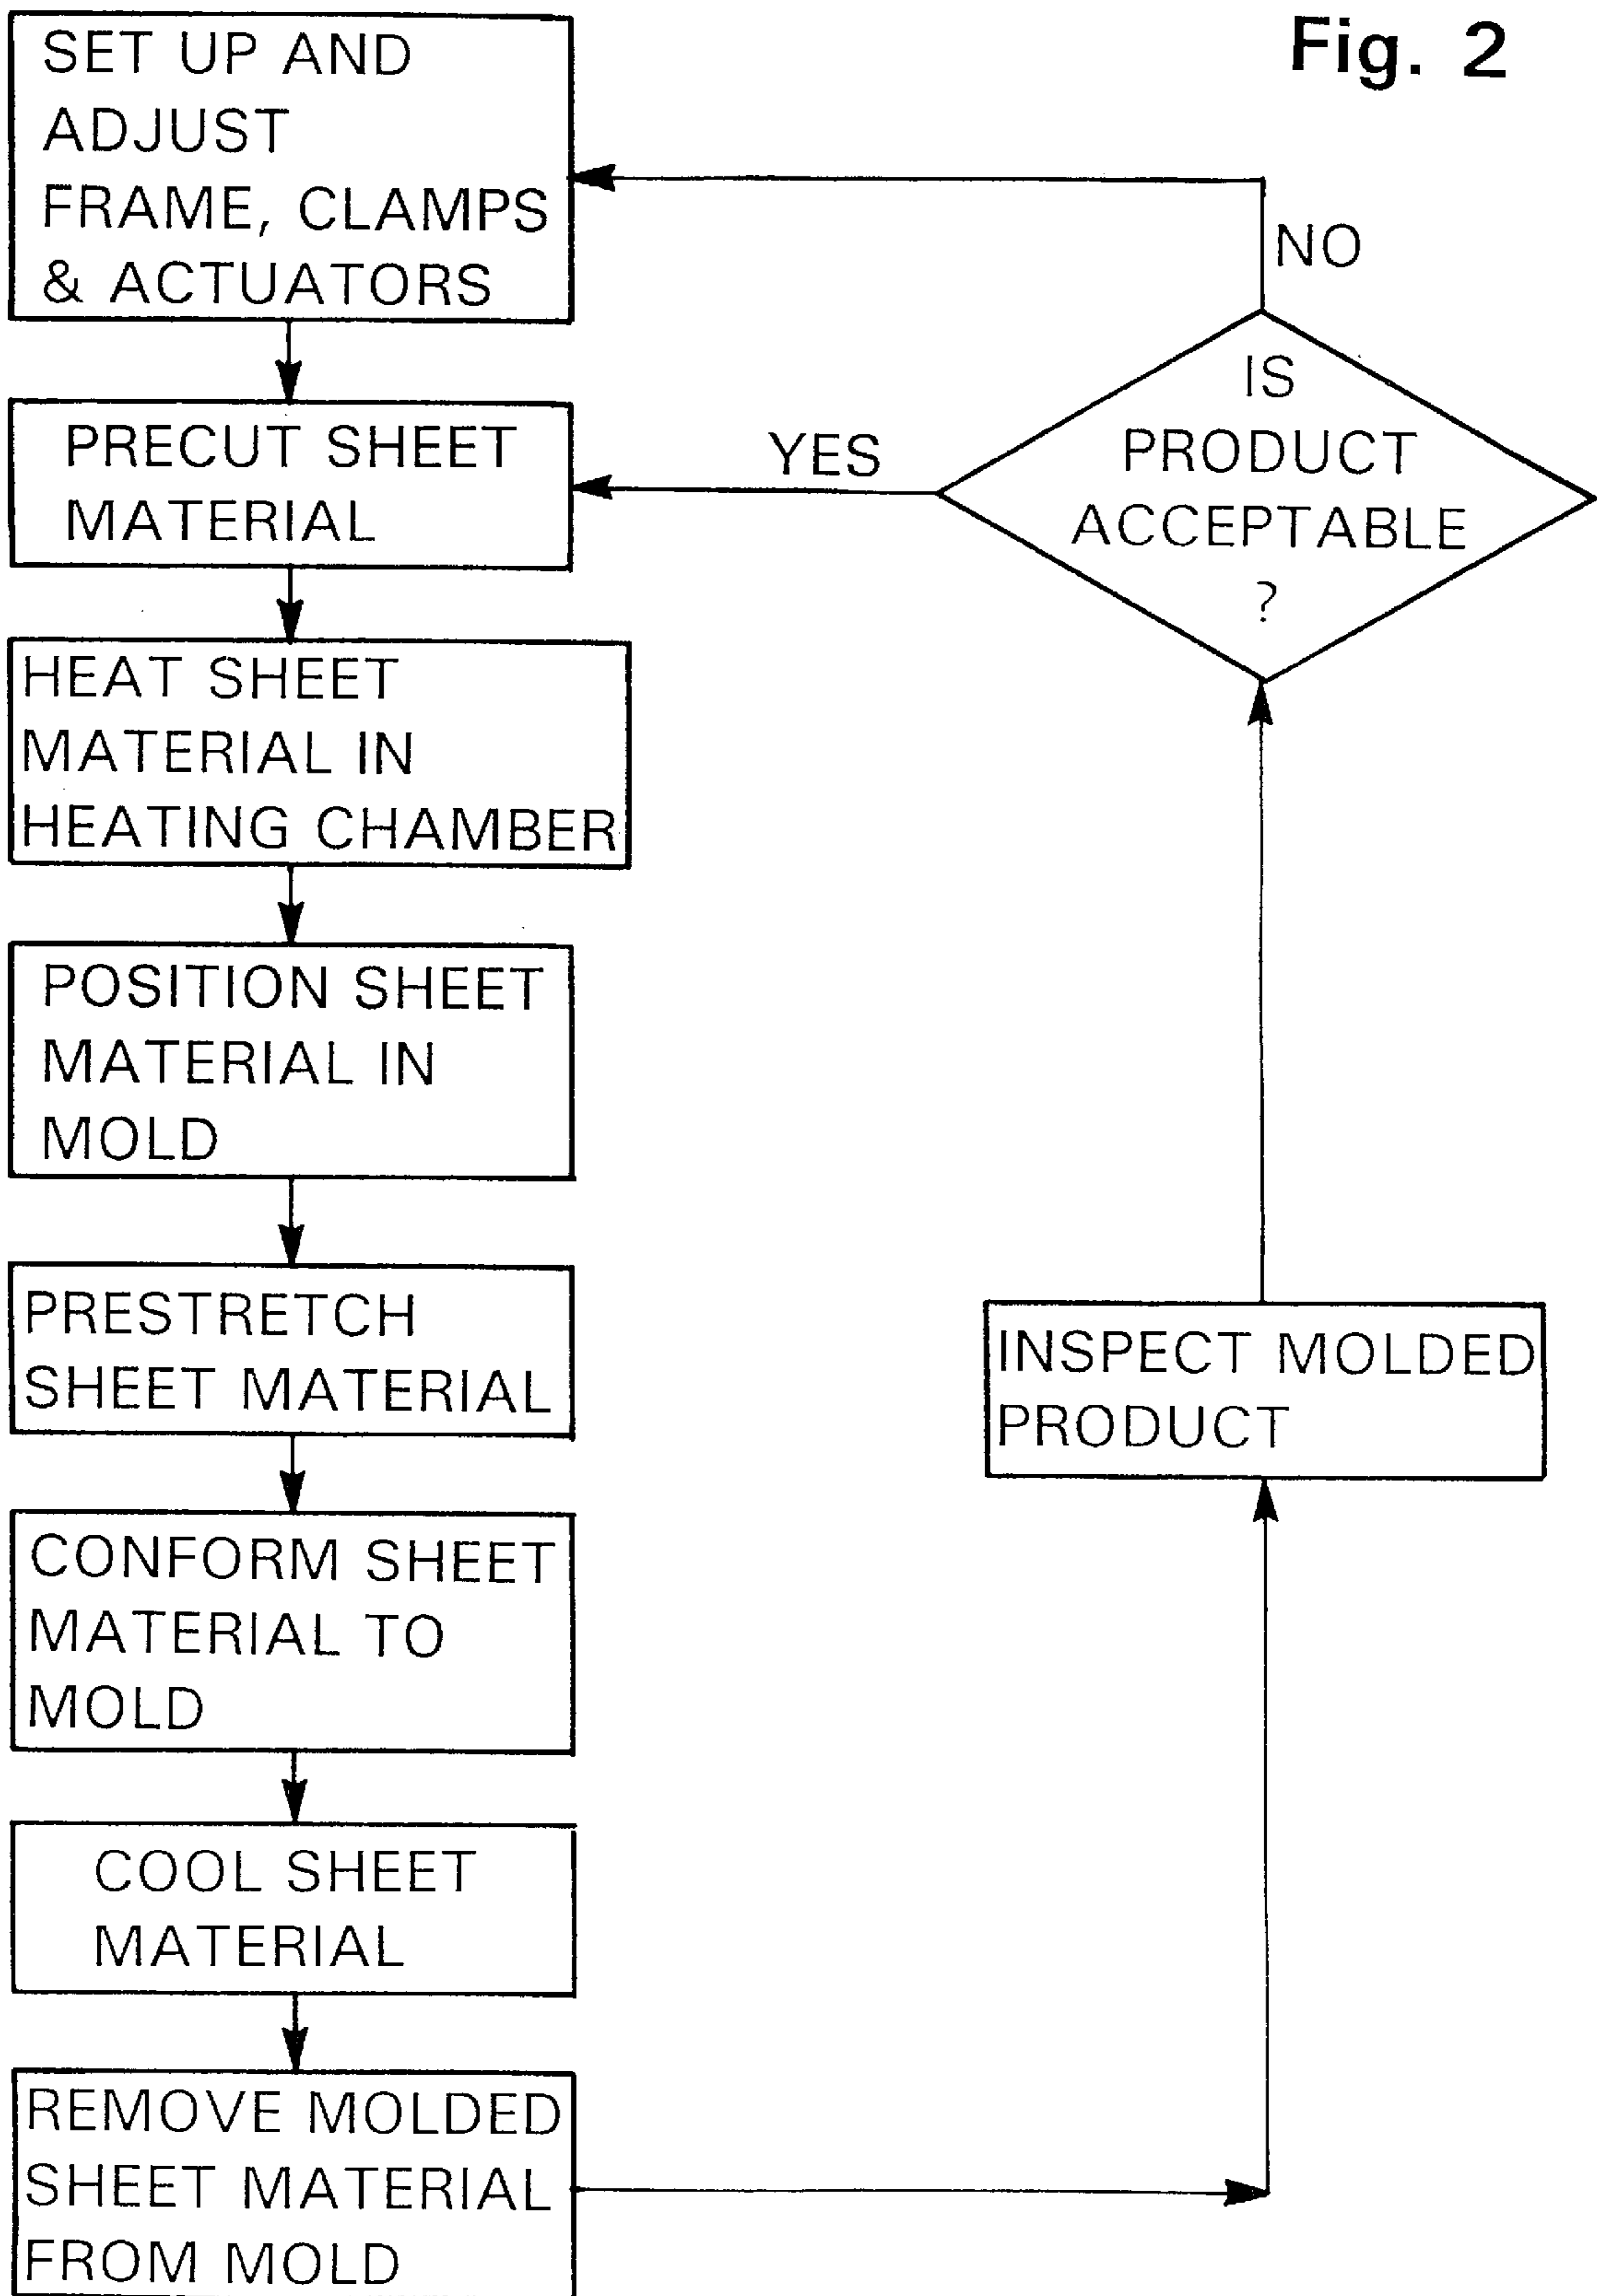 Fig. 2
SET UP AND
ADJUST
FRAME, CLAMPS
& ACTUATORS
NO
IS
PRODUCT
ACCEPTABLE
?
YES
PRECUT SHEET
MATERIAL
HEAT SHEET
MATERIAL IN
HEATING CHAMBER
POSITION SHEET
MATERIAL IN
MOLD
PRESTRETCH
SHEET MATERIAL
INSPECT MOLDED
PRODUCT
CONFORM SHEET
MATERIAL TO
MOLD
COOL SHEET
MATERIAL
REMOVE MOLDED
SHEET MATERIAL
FROM MOLD